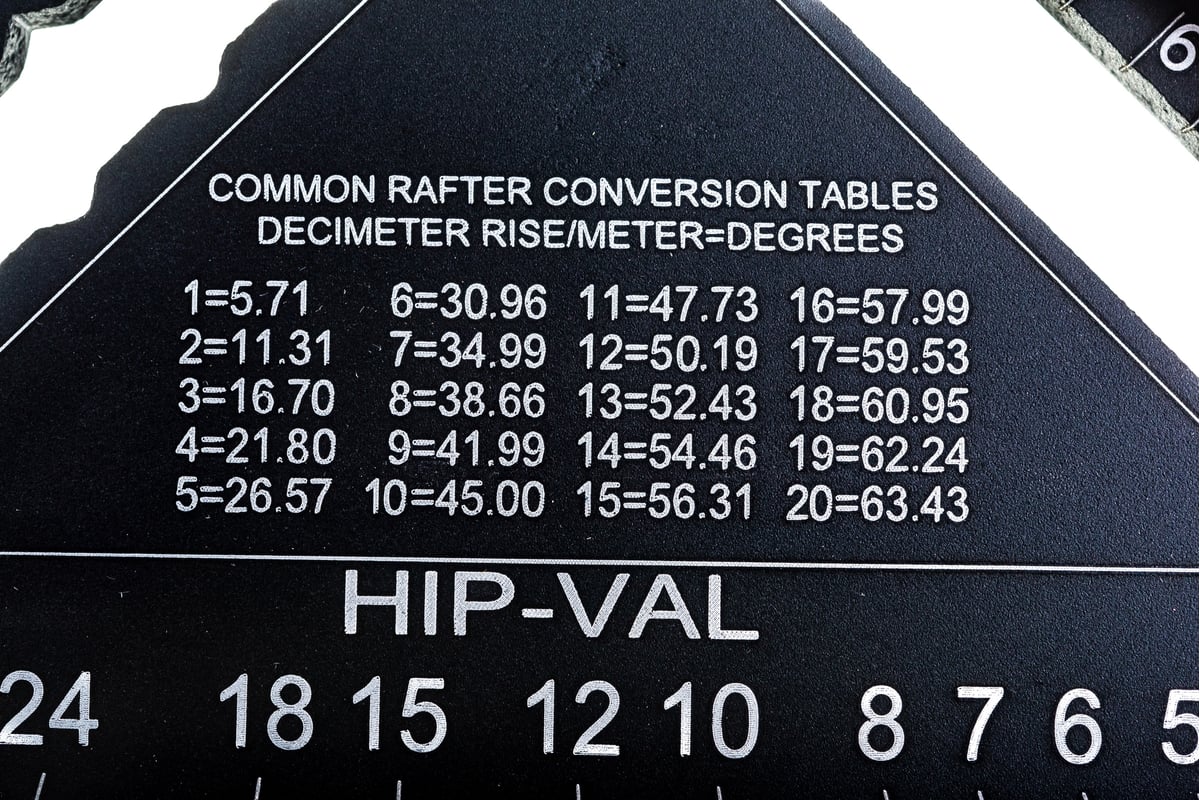 6
COMMON RAFTER CONVERSION TABLES
DECIMETER RISE/METER=DEGREES
1=5.71 6=30.96 11=47.73 16=57.99
2=11.31 7=34.99 12=50.19 17=59.53
3=16.70 8=38.66 13=52.43 18=60.95
4=21.80 9=41.99 14=54.46 19=62.24
5=26.57 10=45.00 15=56.31 20=63.43
HIP-VAL
24 18 15 12 10 8 7 6 5